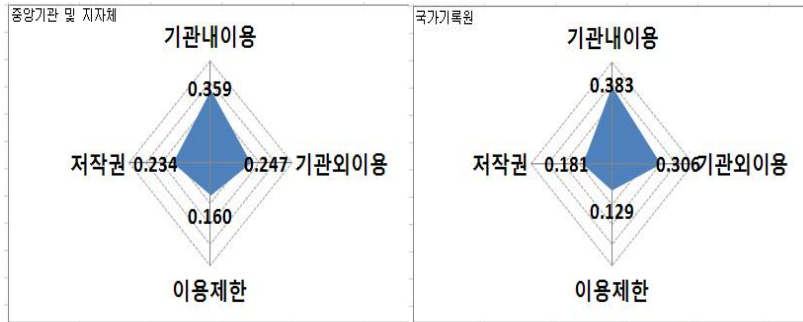 중앙기관 및 지자체
기관내이용
0.359
저작권 0.234 0.247 기관외이용
0.160
이용제한
국가기록원
기관내이용
0.383
저작권 0.181 0.306 기관외이용
0.129
이용제한